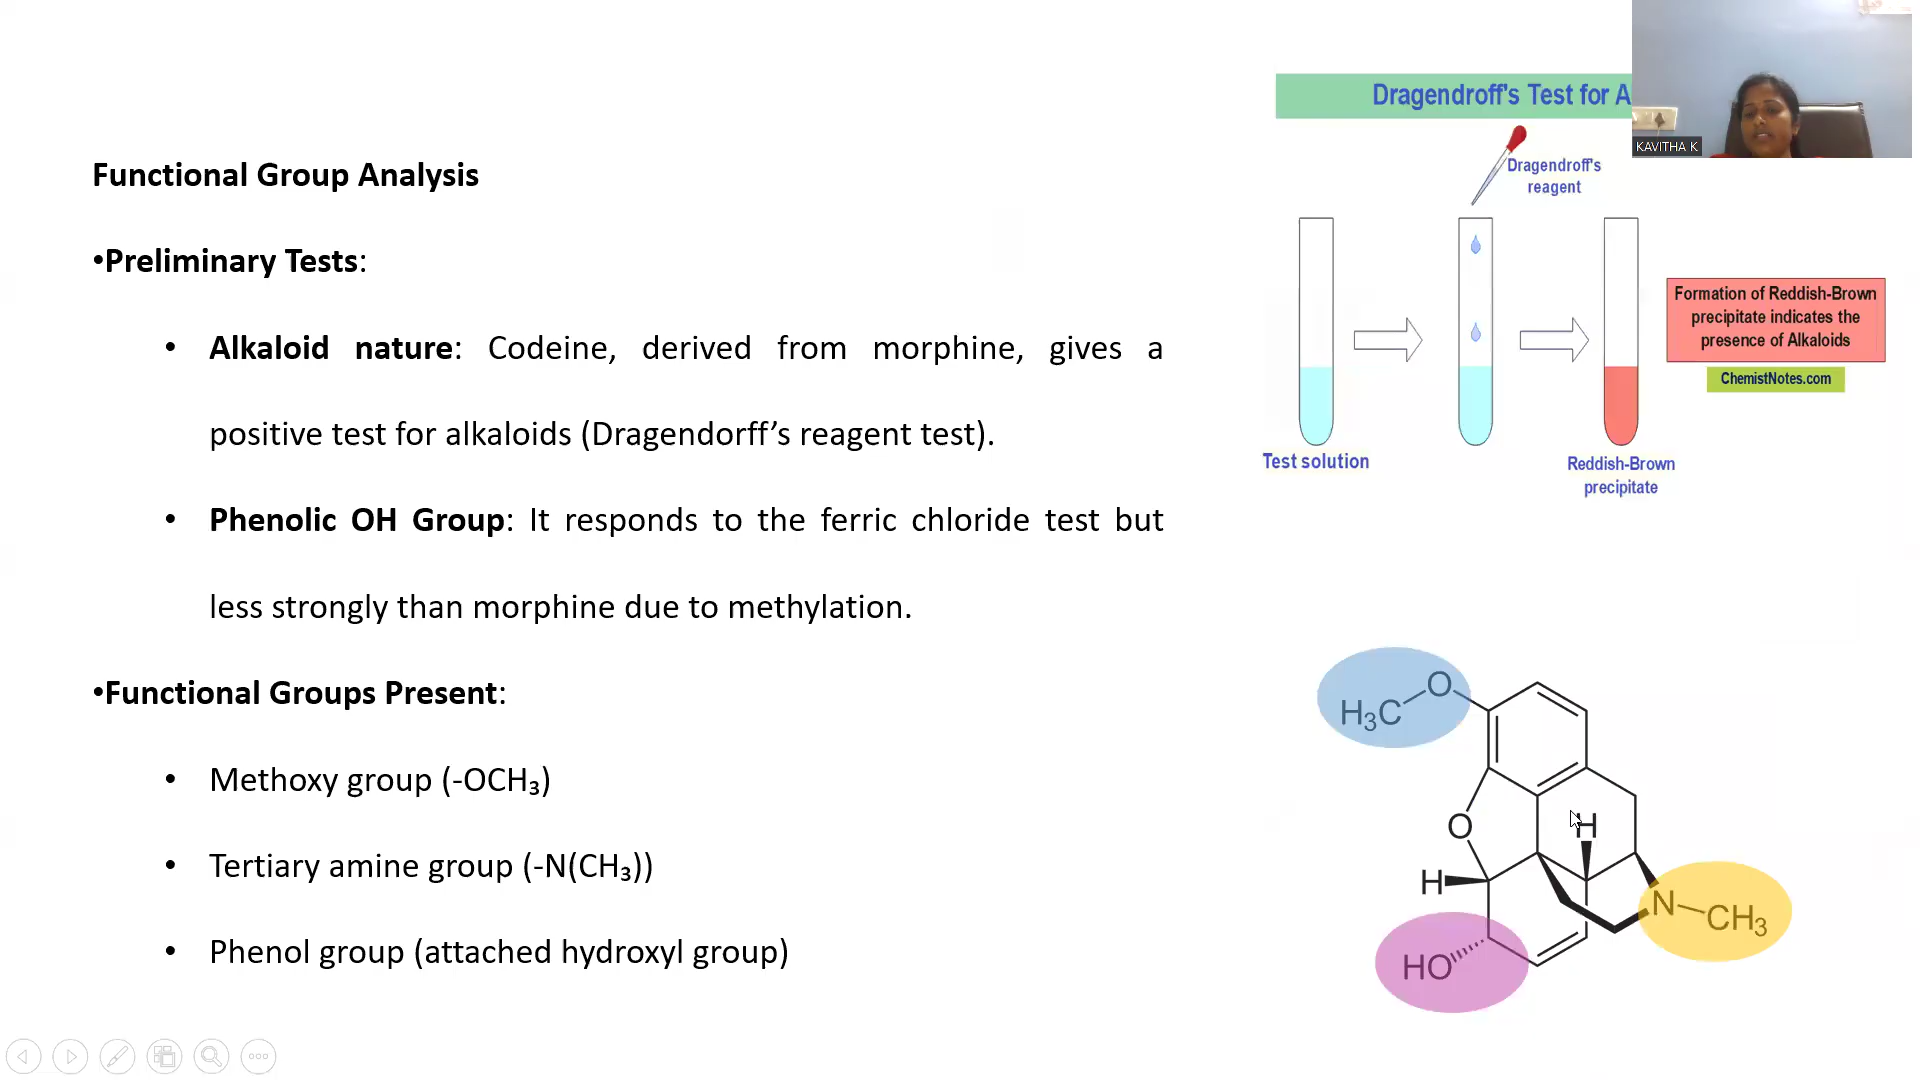 Functional Group Analysis
•Preliminary Tests:
• Alkaloid nature: Codeine, derived from morphine, gives a
positive test for alkaloids (Dragendorff’s reagent test).
• Phenolic OH Group: It responds to the ferric chloride test but
less strongly than morphine due to methylation.
•Functional Groups Present:
• Methoxy group (-OCH₃)
• Tertiary amine group (-N(CH₃))
• Phenol group (attached hydroxyl group)
Dragendroff's Test for A
KAVITHA K
Dragendroff's
reagent
Formation of Reddish-Brown
precipitate indicates the
presence of Alkaloids
ChemistNotes.com
Test solution
Reddish-Brown
precipitate
O
H₃C
O
H
H
N
CH₃
HO